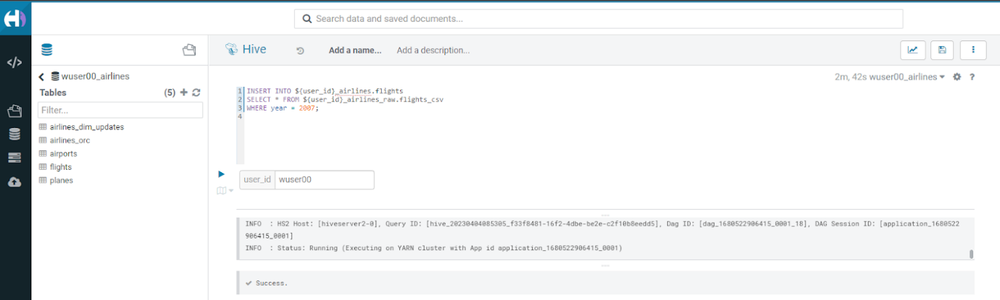 Search data and saved documents...
</>
wuser00_airlines
Tables (5)
Filter...
airlines_dim_updates
airlines_orc
airports
flights
planes
Hive Add a name... Add a description...
2m, 42s wuser00_airlines ?
1 INSERT INTO ${user_id}_airlines.flights
2 SELECT * FROM ${user_id}_airlines_raw.flights_csv
3 WHERE year = 2007;
4
user_id wuser00
INFO : HS2 Host: [hiveserver2-0], Query ID: [hive_20230404085305_f33f8481-16f2-4dbe-be2e-c2f10b8eedd5], Dag ID: [dag_1680522906415_0001_18], DAG Session ID: [application_1680522
906415_0001]
INFO : Status: Running (Executing on YARN cluster with App id application_1680522906415_0001)
Success.